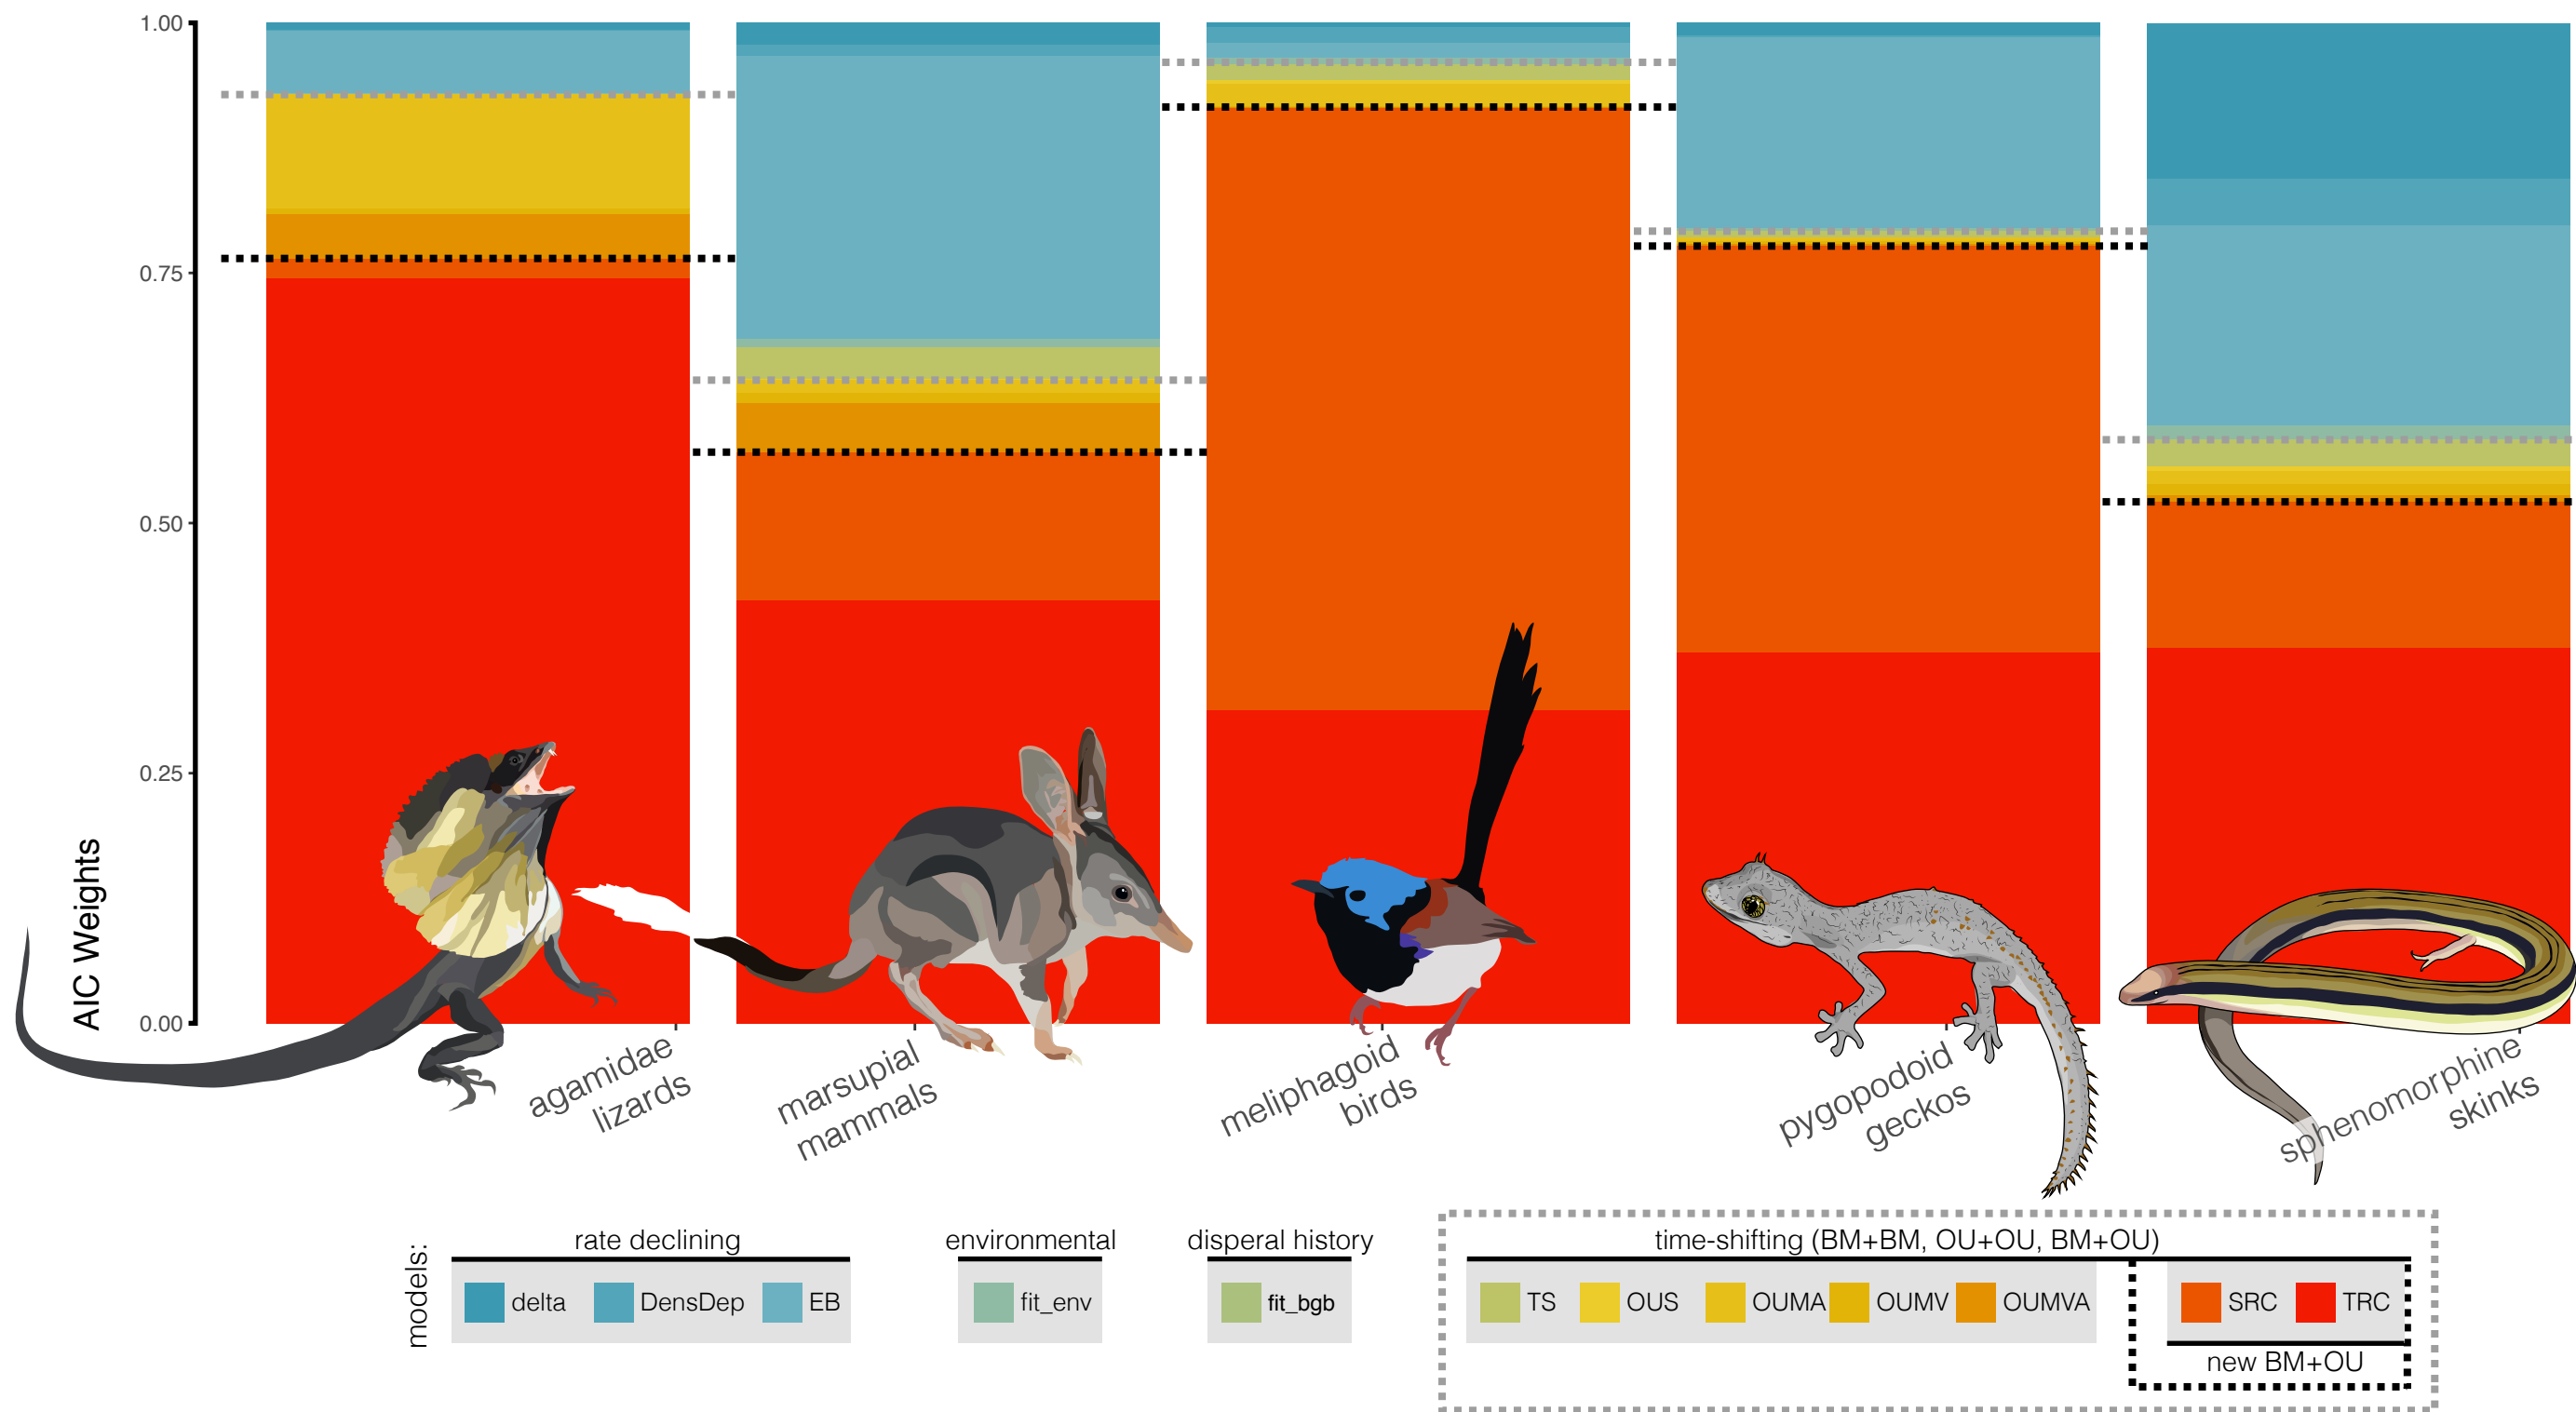 1.00
0.75
0.50
0.25
0.00
AIC Weights
agamidae
lizards
marsupial
mammals
meliphagoid
birds
pygopodoid
geckos
sphenomorphine
skinks
models:
rate declining
delta DensDep EB
environmental
fit_env
disperal history
fit_bgb
time-shifting (BM+BM, OU+OU, BM+OU)
TS OUS OUMA OUMV OUMVA SRC TRC
new BM+OU